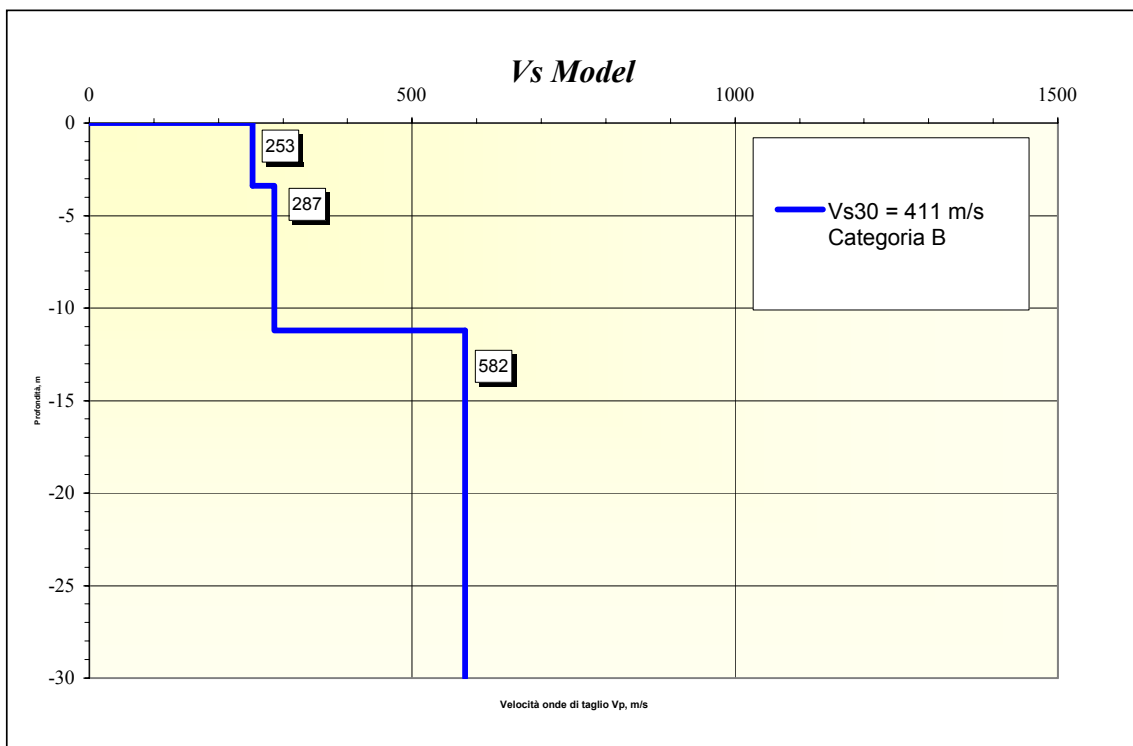 Vs Model
0 500 1000 1500
0
253
Vs30 = 411 m/s
Categoria B
287
-5
-10
582
-15
-20
-25
-30
Profondità, m
Velocità onde di taglio Vp, m/s